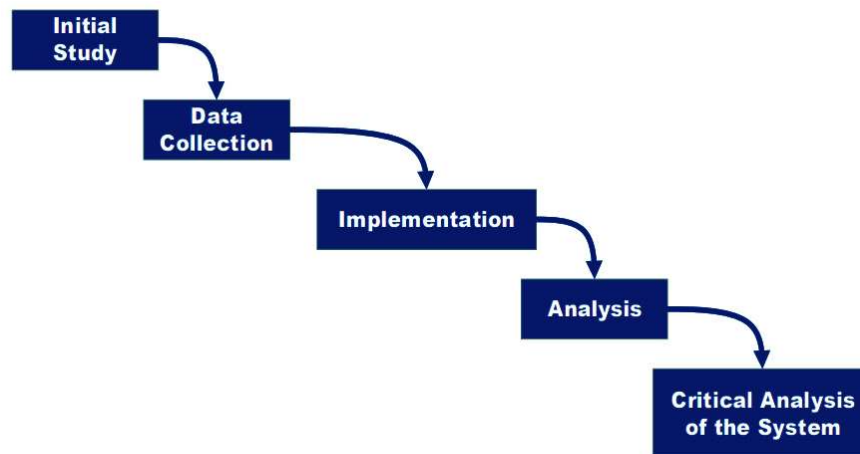 Initial
Study
Data
Collection
Implementation
Analysis
Critical Analysis
of the System